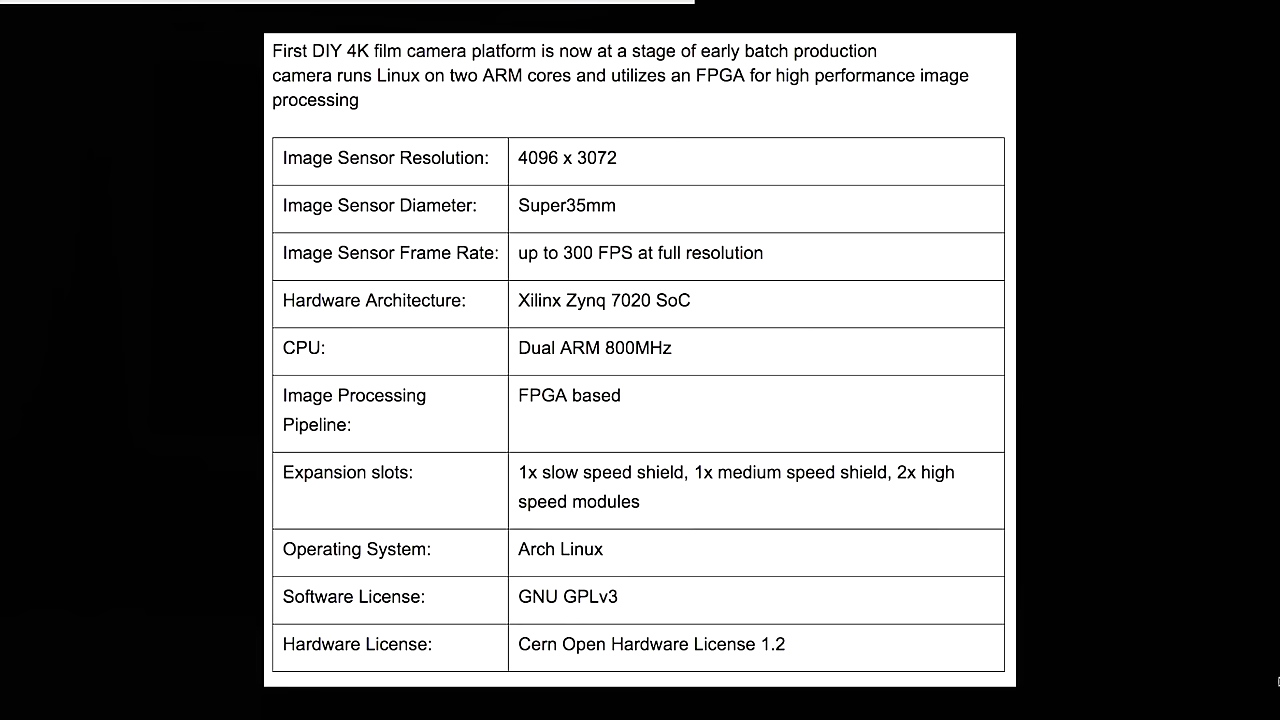 First DIY 4K film camera platform is now at a stage of early batch production
camera runs Linux on two ARM cores and utilizes an FPGA for high performance image
processing
Image Sensor Resolution: 4096 x 3072
Image Sensor Diameter: Super35mm
Image Sensor Frame Rate: up to 300 FPS at full resolution
Hardware Architecture: Xilinx Zynq 7020 SoC
CPU: Dual ARM 800MHz
Image Processing FPGA based
Pipeline:
Expansion slots: 1x slow speed shield, 1x medium speed shield, 2x high
speed modules
Operating System: Arch Linux
Software License: GNU GPLv3
Hardware License: Cern Open Hardware License 1.2